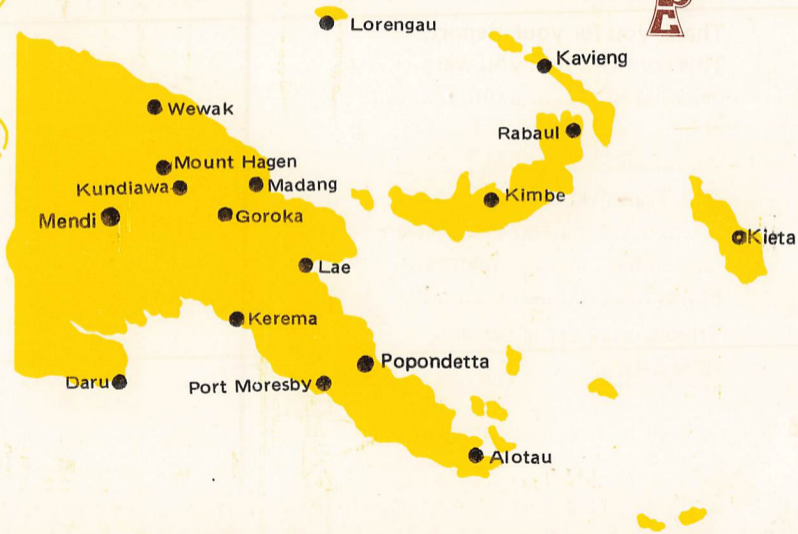 Lorengau
Kavieng
Wewak
Rabaul
Mount Hagen
Kundiawa
Madang
Kimbe
Mendi
Goroka
Kieta
Lae
Kerema
Popondetta
Daru
Port Moresby
Alotau